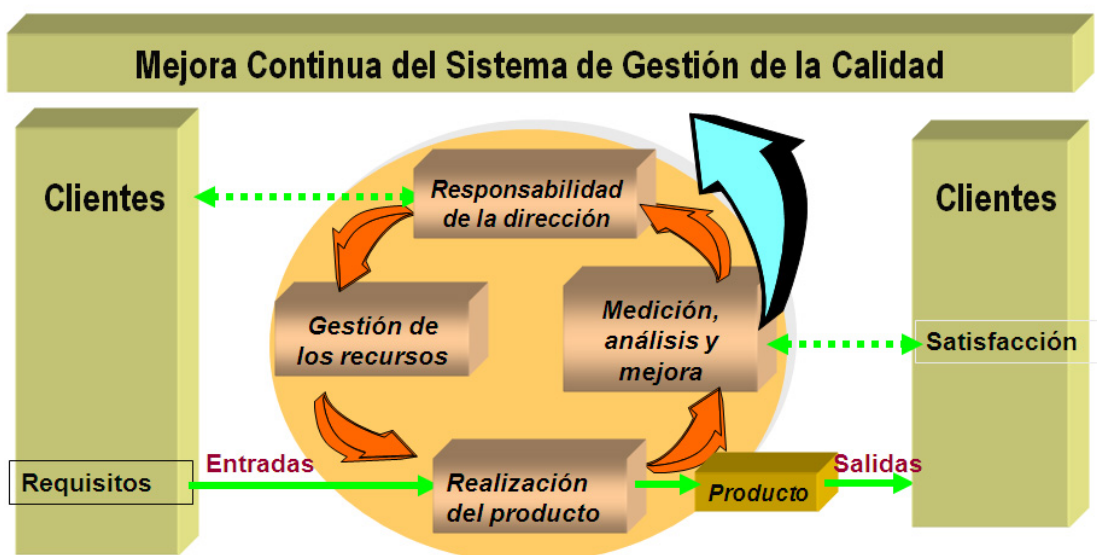 Mejora Continua del Sistema de Gestión de la Calidad
Clientes
Clientes
Responsabilidad
de la dirección
Gestión de
los recursos
Medición,
análisis y
mejora
Satisfacción
Requisitos
Entradas
Realización
del producto
Producto
Salidas